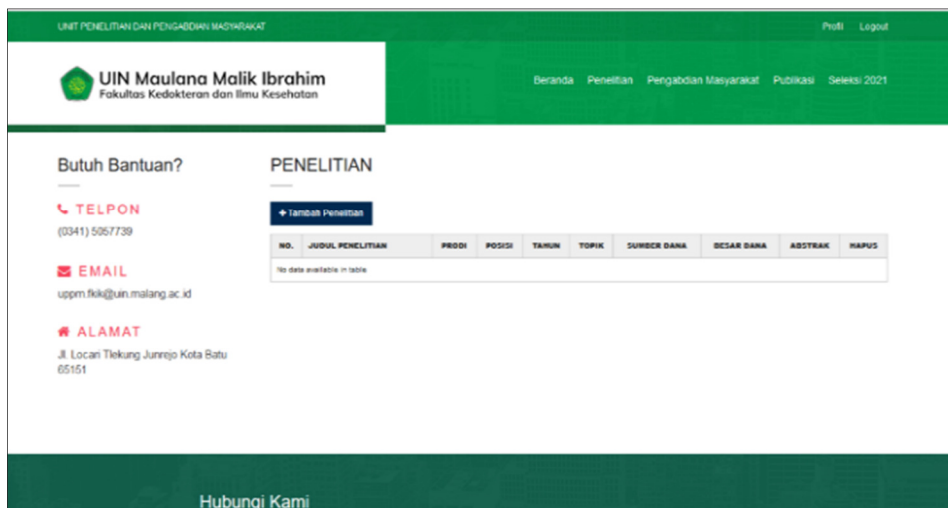 UNIT PENELITIAN DAN PENGABDIAN MASYARAKAT
Profil Logout
UIN Maulana Malik Ibrahim
Fakultas Kedokteran dan Ilmu Kesehatan
Beranda Penelitian Pengabdian Masyarakat Publikasi Seleksi 2021
Butuh Bantuan?
TELPON
(0341) 5057739
EMAIL
uppm.fkik@uin.malang.ac.id
ALAMAT
Jl. Locari Tlekung Junrejo Kota Batu
65151
PENELITIAN
+ Tambah Penelitian
NO. JUDUL PENELITIAN PRODI POSISI TAHUN TOPIK SUMBER DANA BESAR DANA ABSTRAK HAPUS
No data available in table
Hubungi Kami